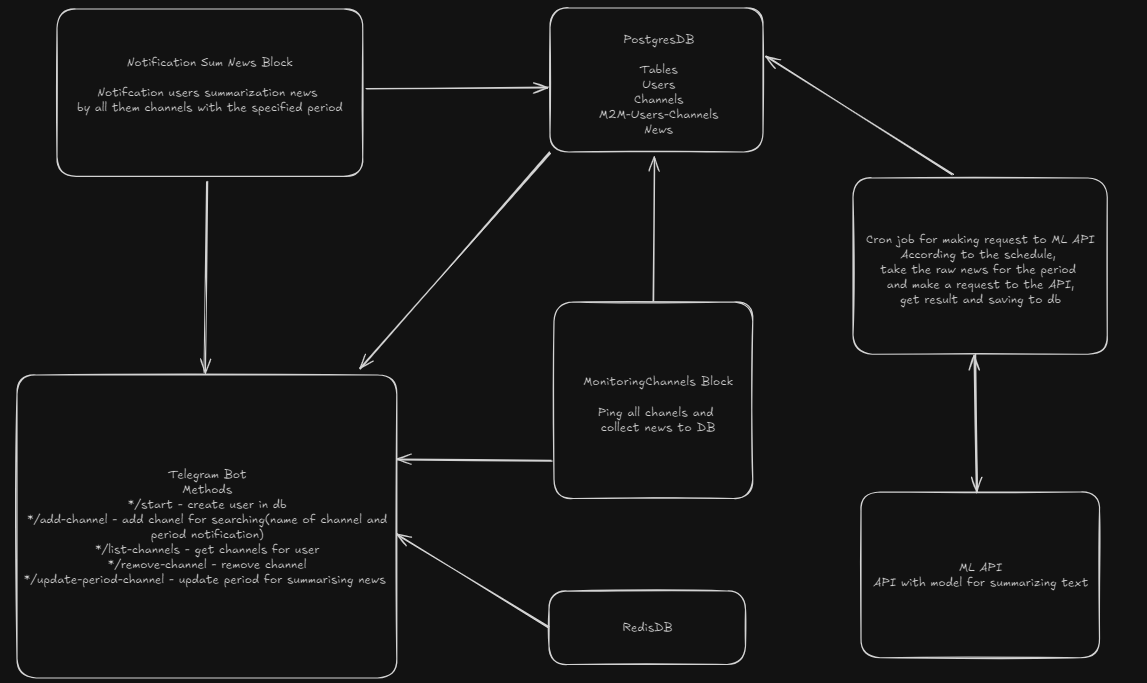 Notification Sum News Block
Notifcation users summarization news
by all them channels with the specified period
PostgresDB
Tables
Users
Channels
M2M-Users-Channels
News
Cron job for making request to ML API
According to the schedule,
take the raw news for the period
and make a request to the API,
get result and saving to db
MonitoringChannels Block
Ping all chanels and
collect news to DB
Telegram Bot
Methods
*/start - create user in db
*/add-channel - add chanel for searching(name of channel and
period notification)
*/list-channels - get channels for user
*/remove-channel - remove channel
*/update-period-channel - update period for summarising news
RedisDB
ML API
API with model for summarizing text